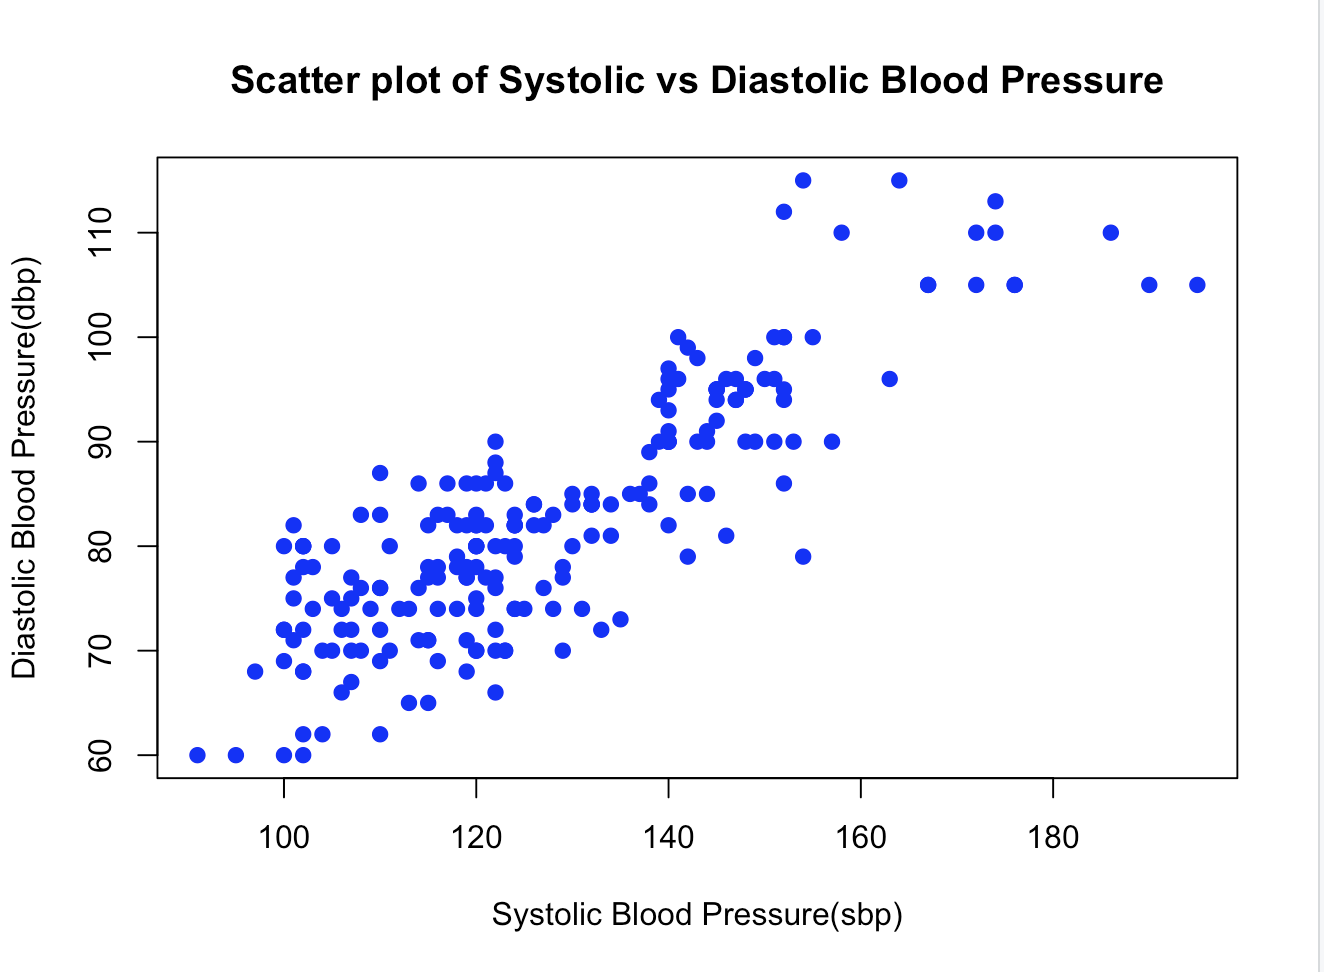 Scatter plot of Systolic vs Diastolic Blood Pressure
Diastolic Blood Pressure(dbp)
110
100
90
80
70
60
100 120 140 160 180
Systolic Blood Pressure(sbp)